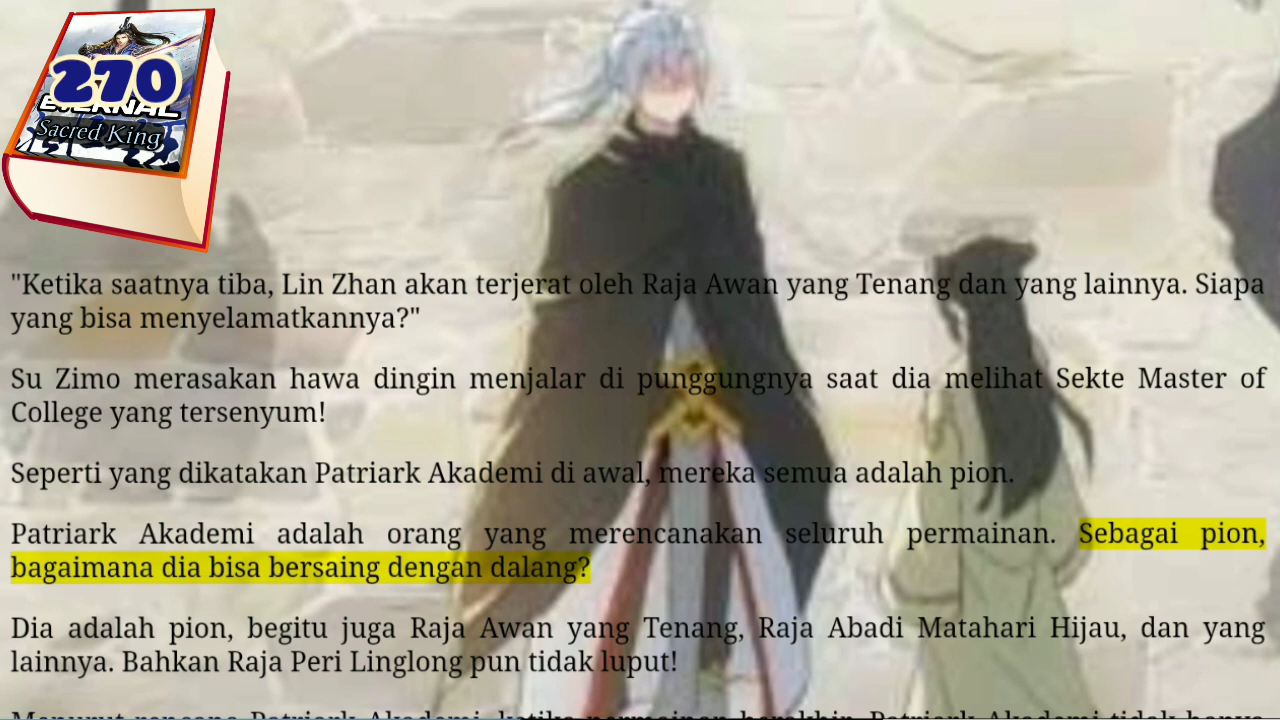 270
ETERNAL
Sacred King
"Ketika saatnya tiba, Lin Zhan akan terjerat oleh Raja Awan yang Tenang dan yang lainnya. Siapa
yang bisa menyelamatkannya?"
Su Zimo merasakan hawa dingin menjalar di punggungnya saat dia melihat Sekte Master of
College yang tersenyum!
Seperti yang dikatakan Patriark Akademi di awal, mereka semua adalah pion.
Patriark Akademi adalah orang yang merencanakan seluruh permainan. Sebagai pion,
bagaimana dia bisa bersaing dengan dalang?
Dia adalah pion, begitu juga Raja Awan yang Tenang, Raja Abadi Matahari Hijau, dan yang
lainnya. Bahkan Raja Peri Linglong pun tidak luput!